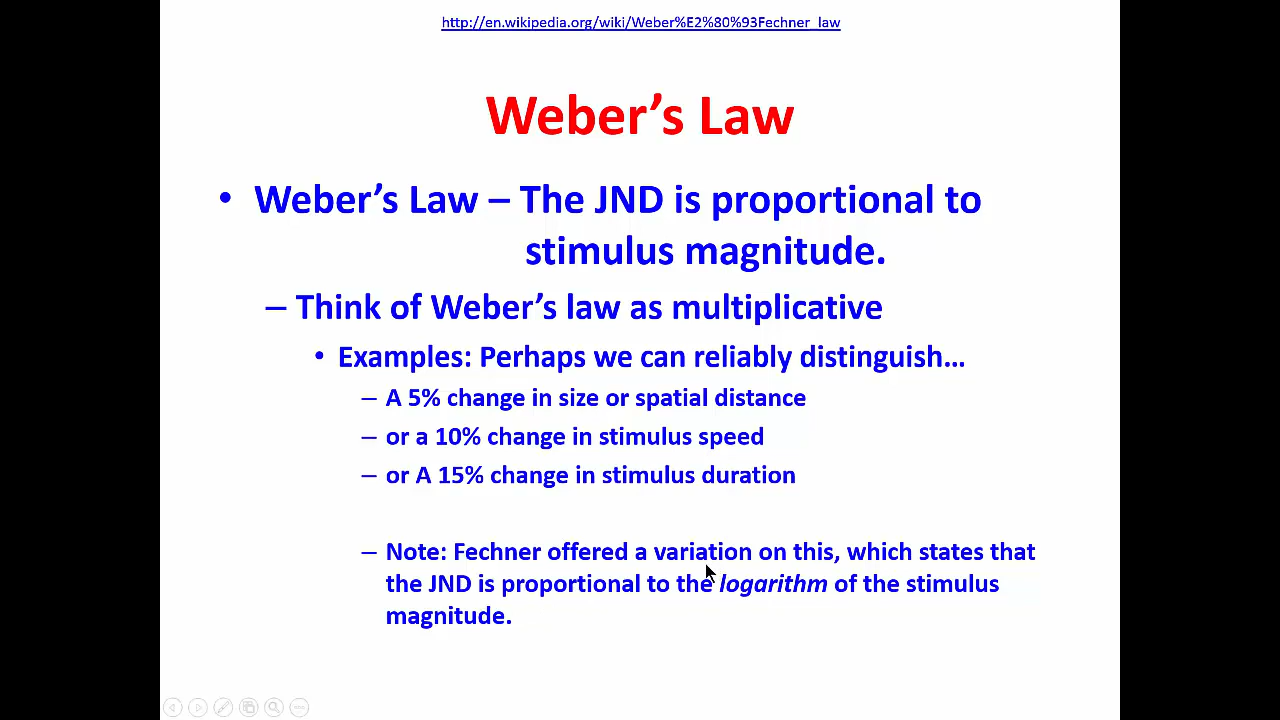 http://en.wikipedia.org/wiki/Weber%E2%80%93Fechner_law
Weber’s Law
• Weber’s Law – The JND is proportional to
stimulus magnitude.
– Think of Weber’s law as multiplicative
• Examples: Perhaps we can reliably distinguish…
– A 5% change in size or spatial distance
– or a 10% change in stimulus speed
– or A 15% change in stimulus duration
– Note: Fechner offered a variation on this, which states that
the JND is proportional to the logarithm of the stimulus
magnitude.